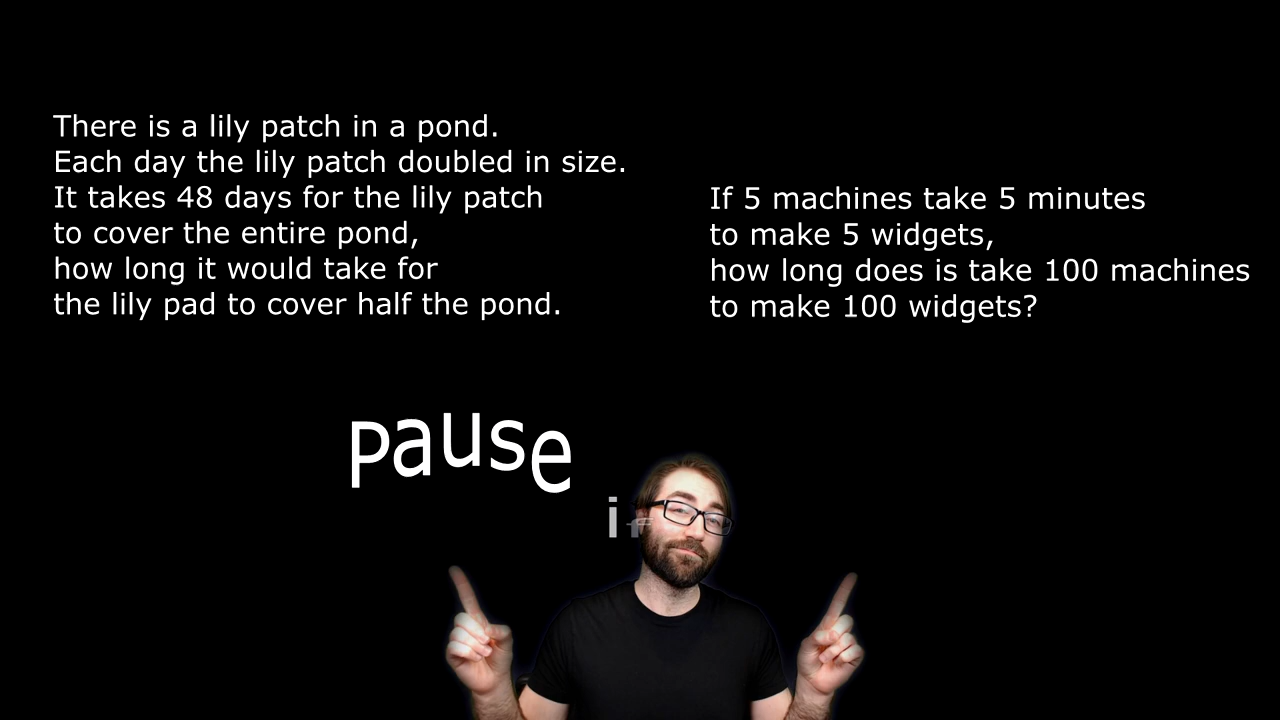 There is a lily patch in a pond.
Each day the lily patch doubled in size.
It takes 48 days for the lily patch
to cover the entire pond,
how long it would take for
the lily pad to cover half the pond.
If 5 machines take 5 minutes
to make 5 widgets,
how long does is take 100 machines
to make 100 widgets?
Pause
if